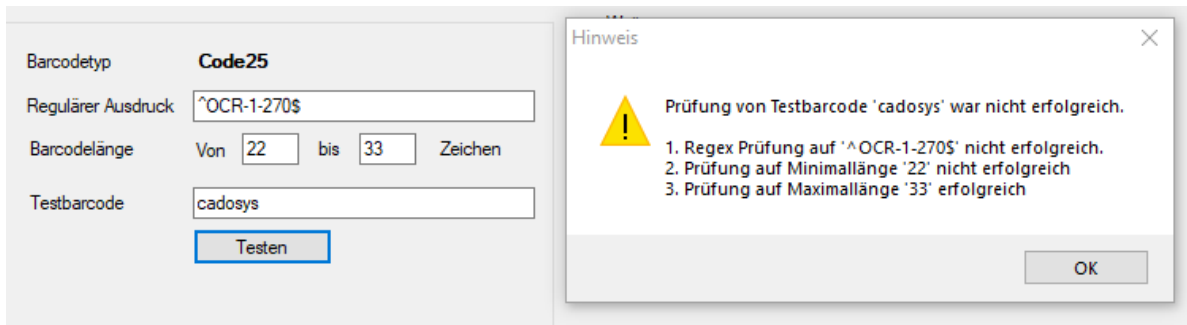 Barcodetyp Code25
Regulärer Ausdruck ^OCR-1-270$
Barcodelänge Von 22 bis 33 Zeichen
Testbarcode cadosys
Testen
Hinweis
Prüfung von Testbarcode 'cadosys' war nicht erfolgreich.
1. Regex Prüfung auf '^OCR-1-270$' nicht erfolgreich.
2. Prüfung auf Minimallänge '22' nicht erfolgreich
3. Prüfung auf Maximallänge '33' erfolgreich
OK